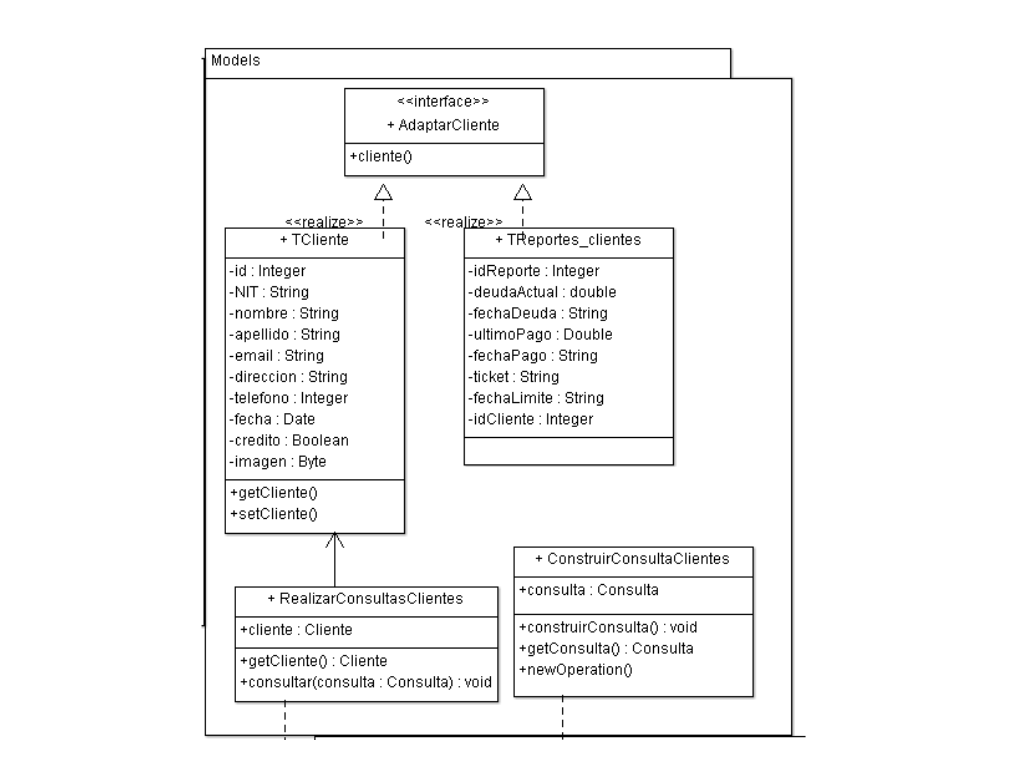 Models
<<interface>>
+ AdaptarCliente
+cliente()
<<realize>>
<<realize>>
+ TCliente
-id : Integer
-NIT : String
-nombre : String
-apellido : String
-email : String
-direccion : String
-telefono : Integer
-fecha : Date
-credito : Boolean
-imagen : Byte
+getCliente()
+setCliente()
+ TReportes_clientes
-idReporte : Integer
-deudaActual : double
-fechaDeuda : String
-ultimoPago : Double
-fechaPago : String
-ticket : String
-fechaLimite : String
-idCliente : Integer
+ RealizarConsultasClientes
+cliente : Cliente
+getCliente() : Cliente
+consultar(consulta : Consulta) : void
+ ConstruirConsultaClientes
+consulta : Consulta
+construirConsulta() : void
+getConsulta() : Consulta
+newOperation()